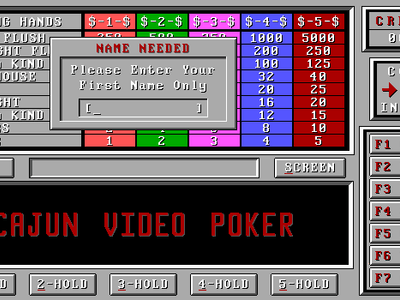 G HANDS $-1-$ $-2-$ $-3-$ $-4-$ $-5-$ CRE
FLUSH 1000 5000
GHT FL 200 250
KIND 100 125
OUSE 32 40
20 25
GHT 16 20
KIND 12 15
S 8 10
1 2 3 4 5
NAME NEEDED
Please Enter Your
First Name Only
[_ ]
IN
SCREEN
CAJUN VIDEO POKER
F1
F2
F3
F4
F5
F6
F7
2-HOLD 3-HOLD 4-HOLD 5-HOLD